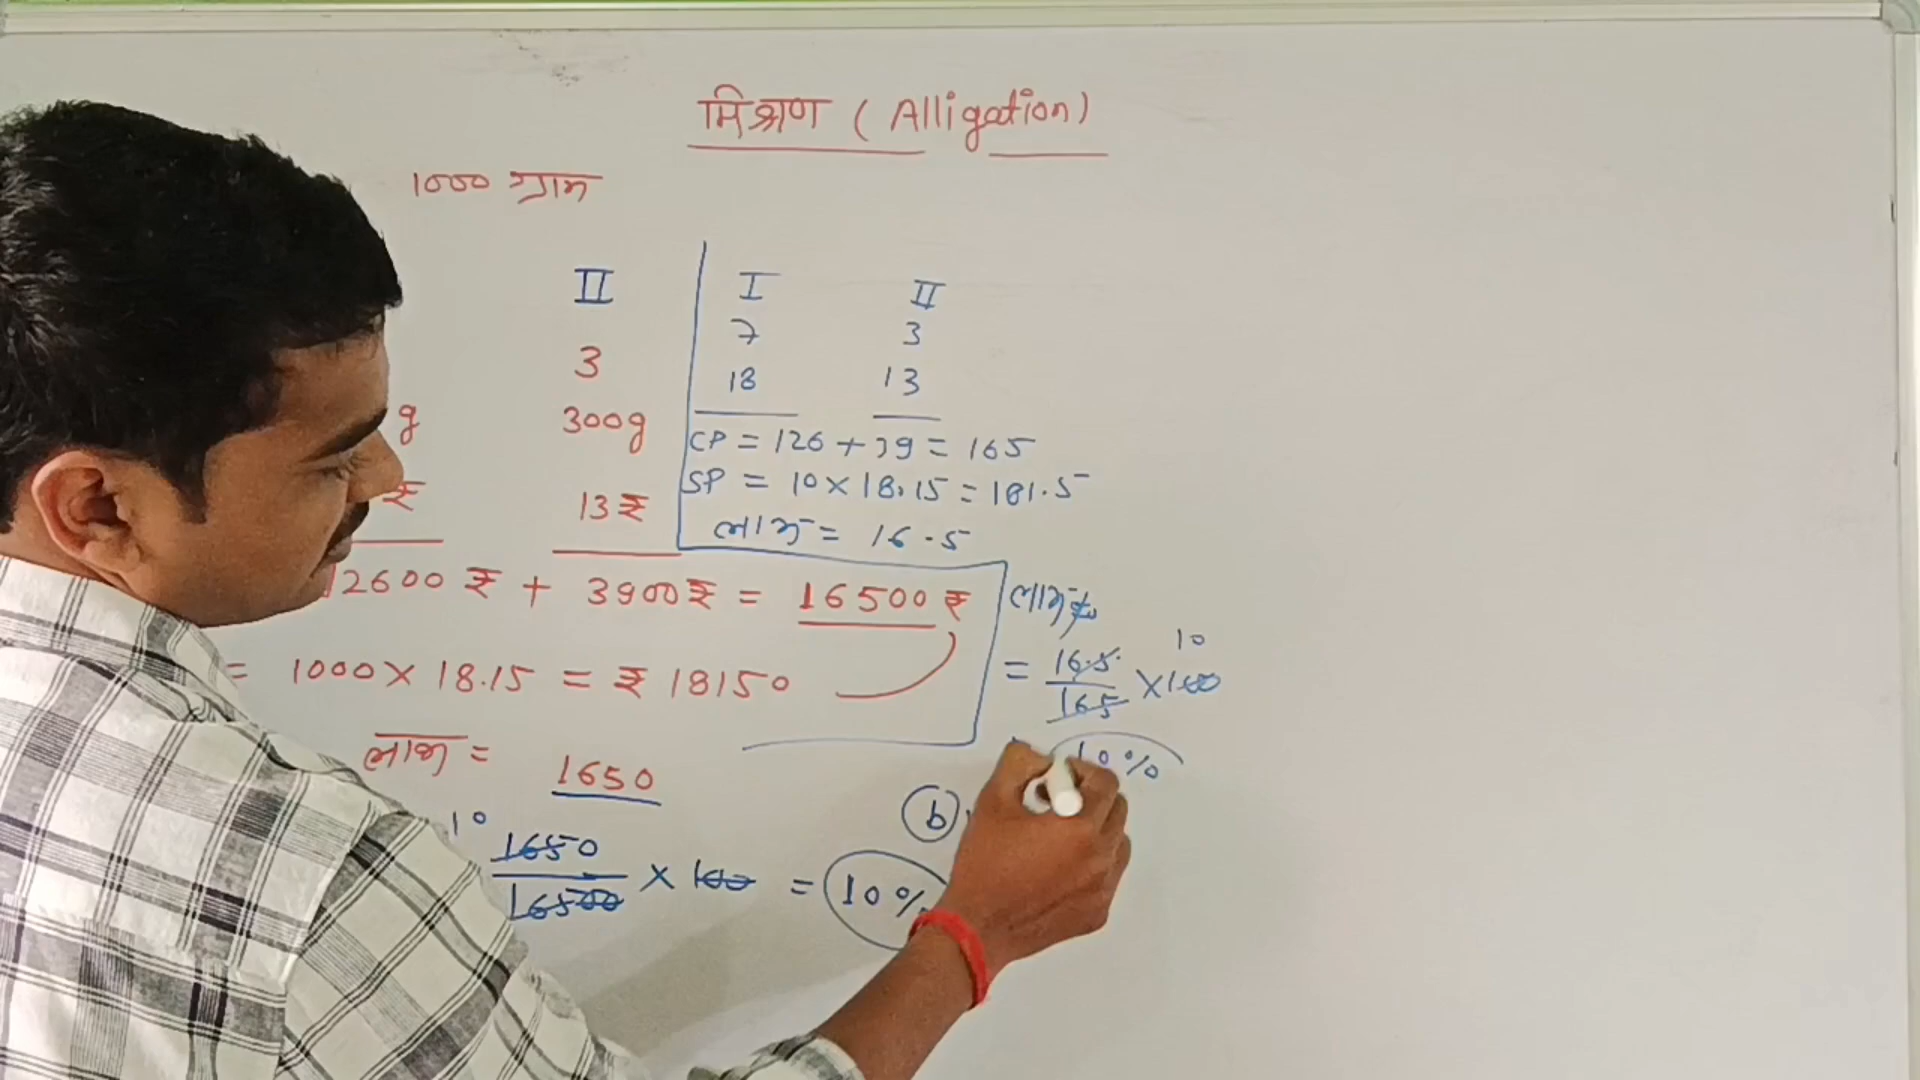 मिश्रण (Alligation)
1000 ग्राम
II
3
g 300g
₹ 13₹
12600 ₹ + 3900₹ = 16500 ₹
= 1000 × 18.15 = ₹ 18150
लाभ = 1650
10
1650
16500 × 100 = 10%
I II
7 3
18 13
CP = 126 + 39 = 165
SP = 10 × 18.15 = 181.5
लाभ = 16.5
लाभ%
10
= 16.5
165 × 100
10%
b